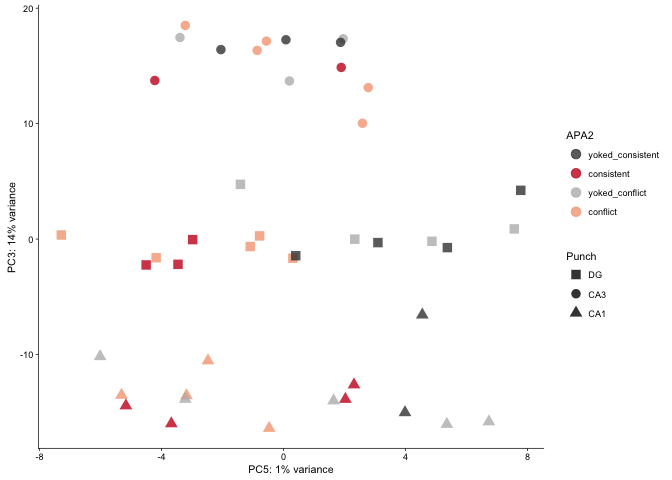 20
10
0
-10
-8
-4
0
4
8
PC5: 1% variance
PC3: 14% variance
APA2
yoked_consistent
consistent
yoked_conflict
conflict
Punch
DG
CA3
CA1